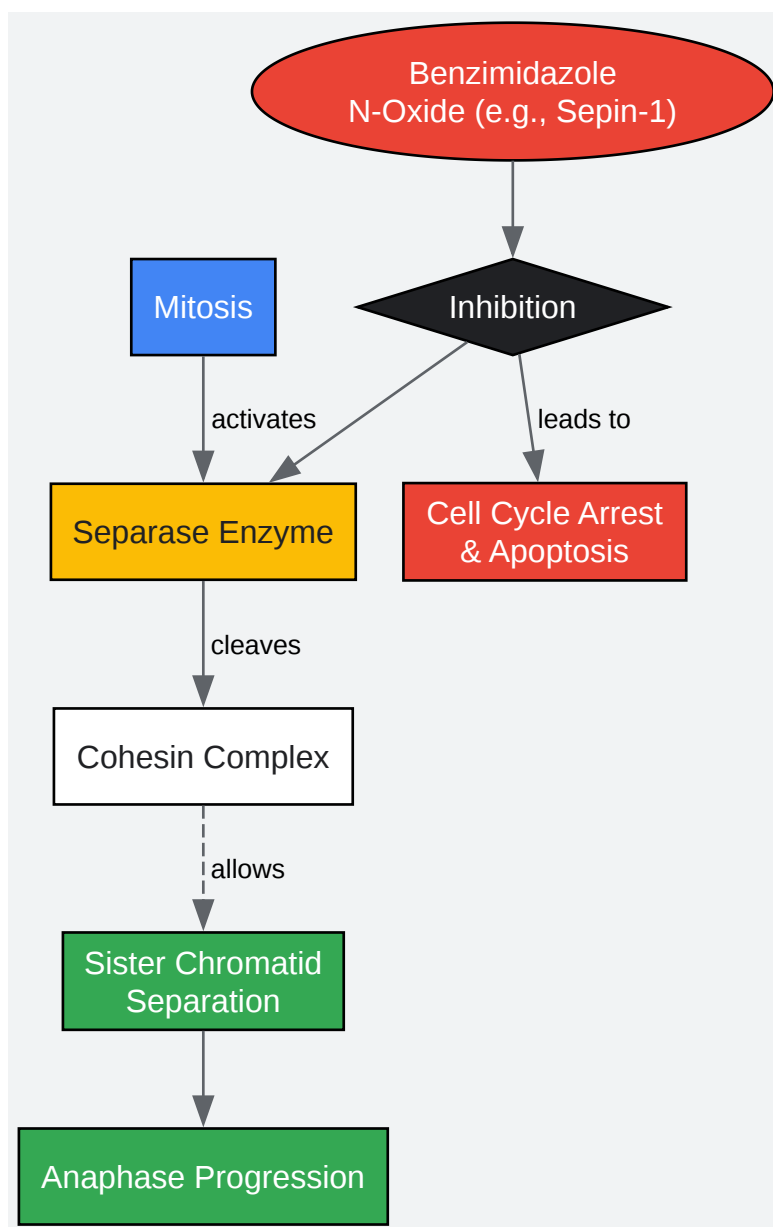 Benzimidazole
N-Oxide (e.g., Sepin-1)
Mitosis
Inhibition
activates
leads to
Separase Enzyme
Cell Cycle Arrest
& Apoptosis
cleaves
Cohesin Complex
allows
Sister Chromatid
Separation
Anaphase Progression